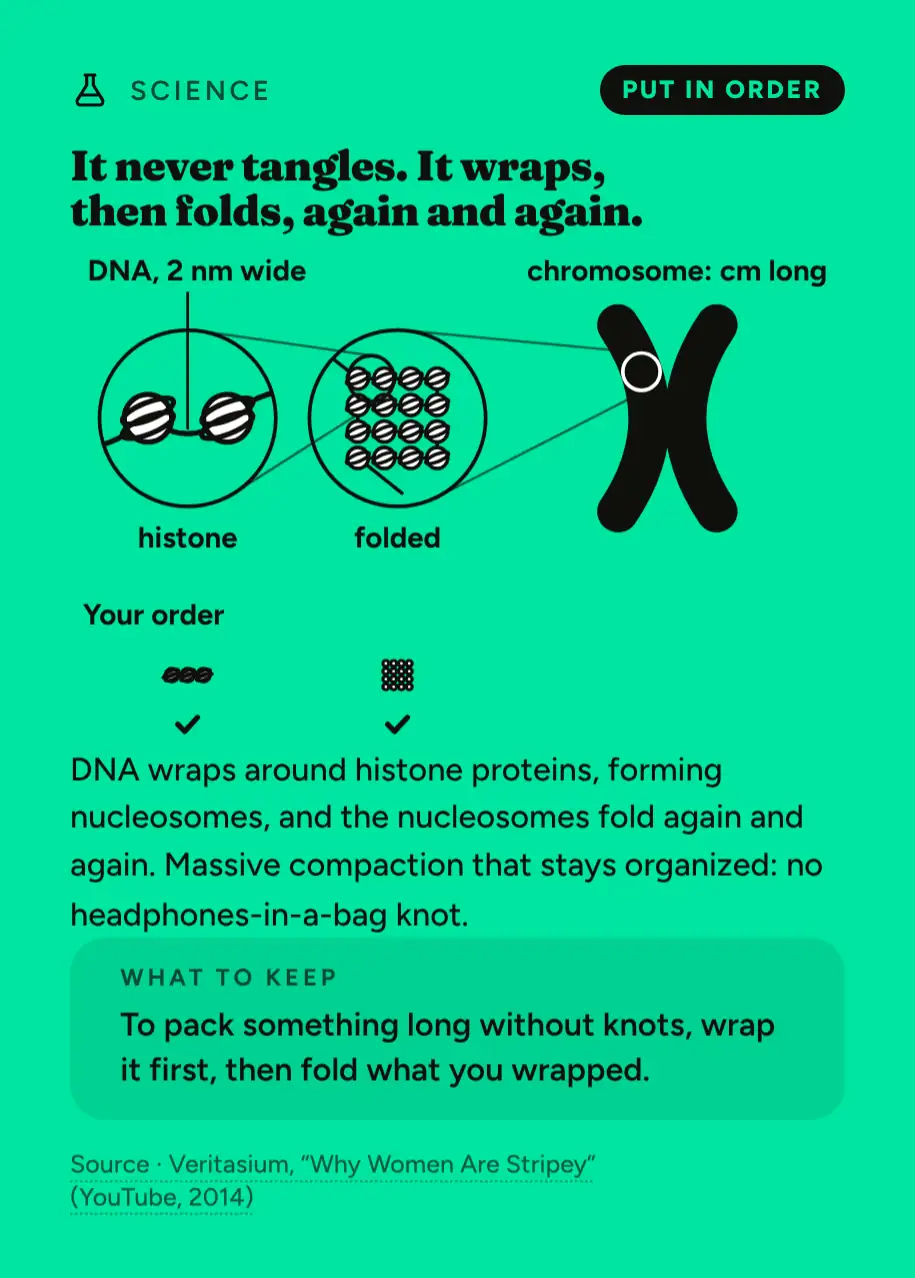 SCIENCE
PUT IN ORDER
It never tangles. It wraps,
then folds, again and again.
DNA, 2 nm wide
chromosome: cm long
histone
folded
Your order
DNA wraps around histone proteins, forming
nucleosomes, and the nucleosomes fold again and
again. Massive compaction that stays organized: no
headphones-in-a-bag knot.
WHAT TO KEEP
To pack something long without knots, wrap
it first, then fold what you wrapped.
Source · Veritasium, “Why Women Are Stripey”
(YouTube, 2014)